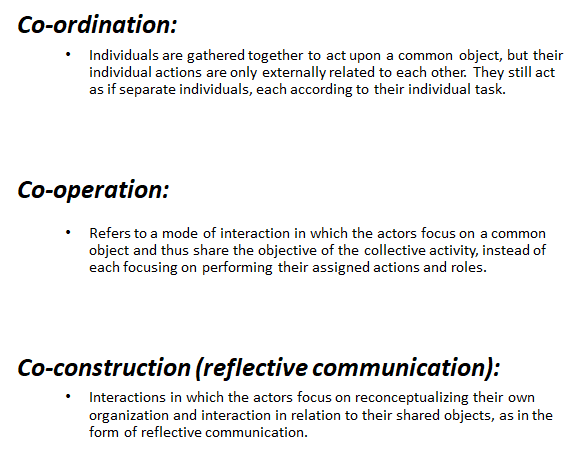 Co-ordination:
• Individuals are gathered together to act upon a common object, but their
individual actions are only externally related to each other. They still act
as if separate individuals, each according to their individual task.
Co-operation:
• Refers to a mode of interaction in which the actors focus on a common
object and thus share the objective of the collective activity, instead of
each focusing on performing their assigned actions and roles.
Co-construction (reflective communication):
• Interactions in which the actors focus on reconceptualizing their own
organization and interaction in relation to their shared objects, as in the
form of reflective communication.